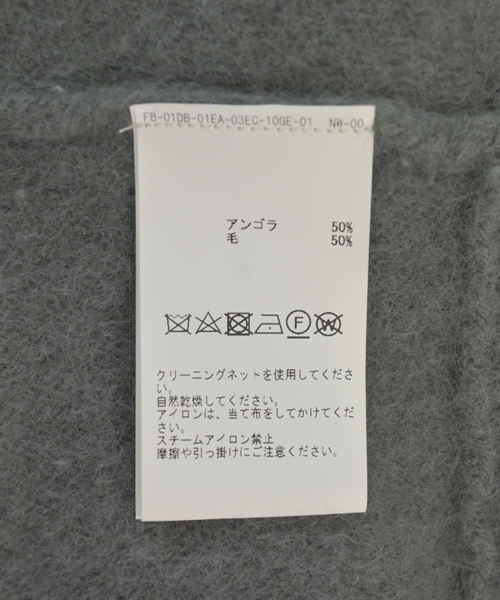 FB-01DB-01EA-03EC-10GE-01 NW-00
アンゴラ 50%
毛 50%
F W
クリーニングネットを使用してくださ
い。
自然乾燥してください。
アイロンは、当て布をしてかけてくだ
さい。
スチームアイロン禁止
摩擦や引っ掛けにご注意ください。